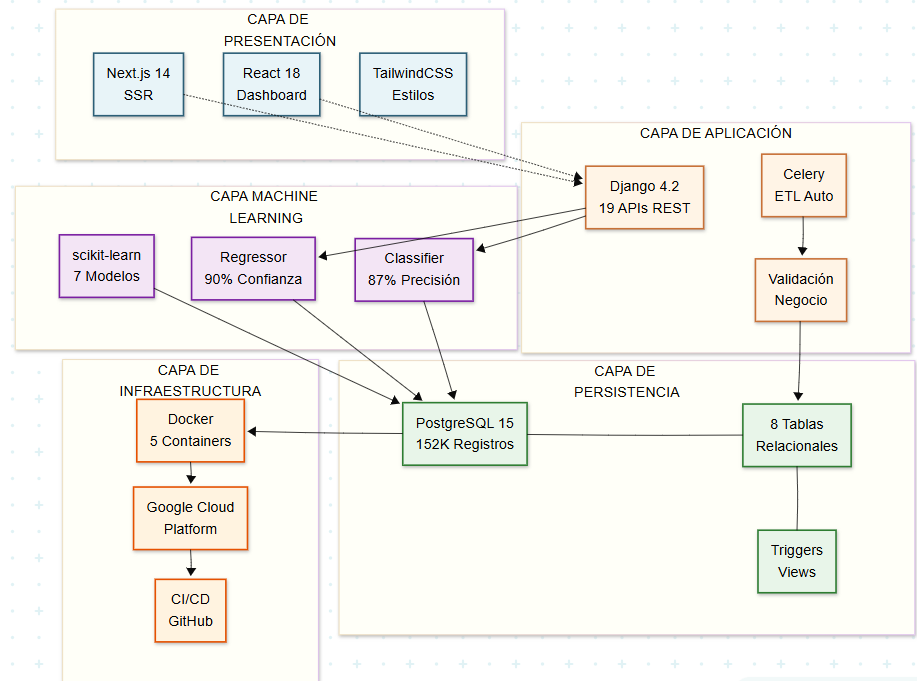 CAPA DE
PRESENTACIÓN
Next.js 14
SSR
React 18
Dashboard
TailwindCSS
Estilos
CAPA DE APLICACIÓN
Django 4.2
19 APIs REST
Celery
ETL Auto
Validación
Negocio
CAPA MACHINE
LEARNING
scikit-learn
7 Modelos
Regressor
90% Confianza
Classifier
87% Precisión
CAPA DE
INFRAESTRUCTURA
Docker
5 Containers
Google Cloud
Platform
CI/CD
GitHub
CAPA DE
PERSISTENCIA
PostgreSQL 15
152K Registros
8 Tablas
Relacionales
Triggers
Views